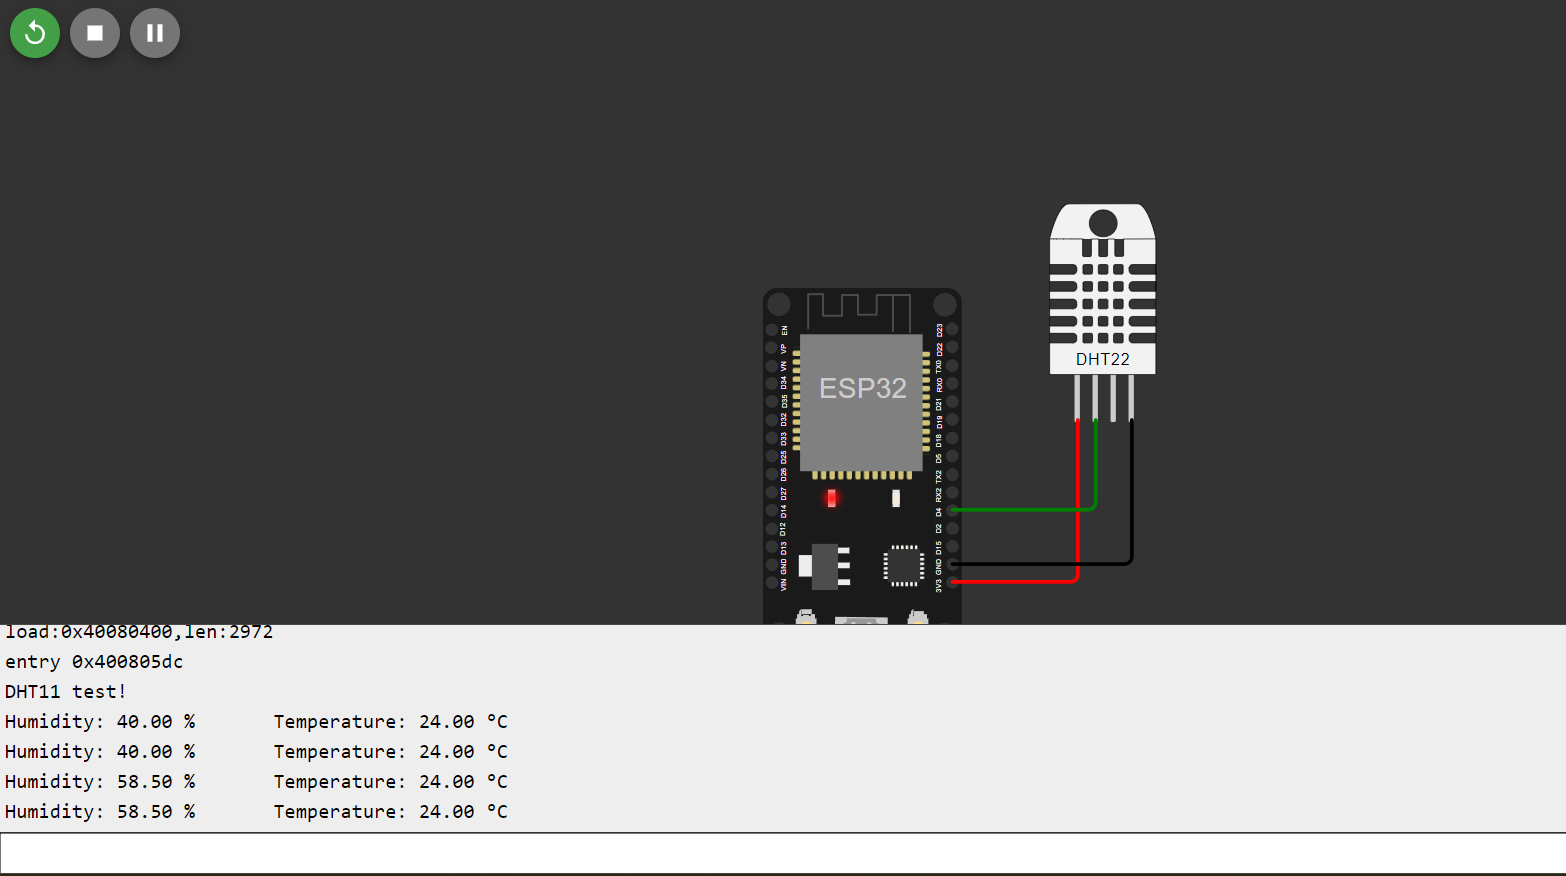 DHT22
ESP32
EN
VP
VN
D34
D35
D32
D33
D25
D26
D27
D14
D12
D13
GND
VIN
D23
D22
TX0
RX0
D21
D19
D18
D5
TX2
RX2
D4
D2
D15
GND
3V3
load:0x40080400,len:2972
entry 0x400805dc
DHT11 test!
Humidity: 40.00 % Temperature: 24.00 °C
Humidity: 40.00 % Temperature: 24.00 °C
Humidity: 58.50 % Temperature: 24.00 °C
Humidity: 58.50 % Temperature: 24.00 °C